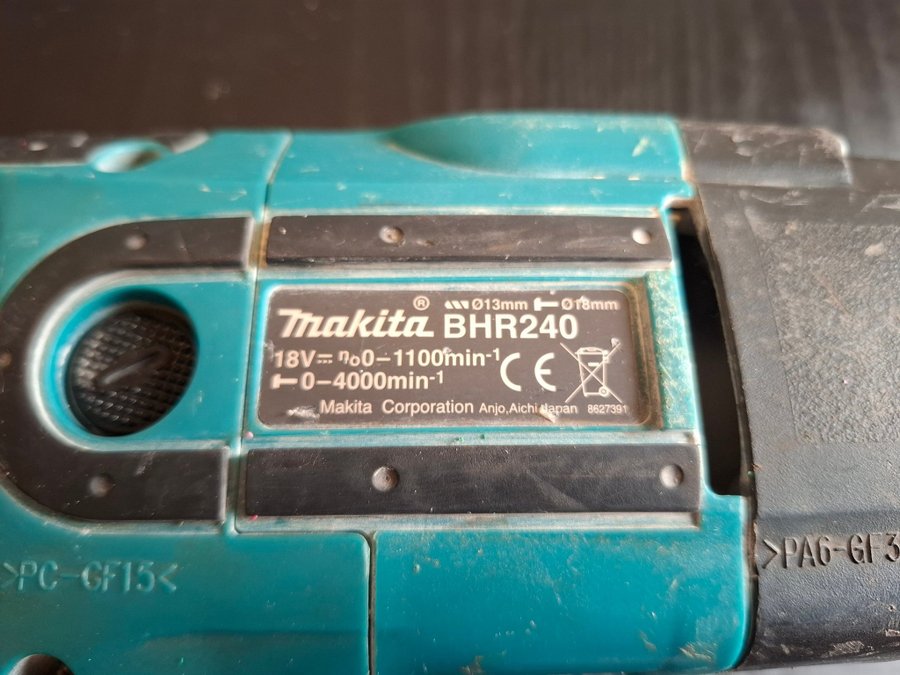 makita® Ø13mm Ø18mm
BHR240
18V⎓ n₀0–1100min⁻¹
0–4000min⁻¹
CE
Makita Corporation Anjo,Aichi Japan 8627391
>PC-GF15<
>PA6-GF3